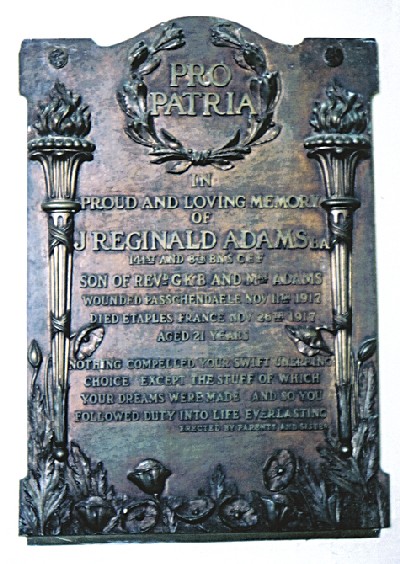 PRO
PATRIA
IN
PROUD AND LOVING MEMORY
OF
J REGINALD ADAMS B.A.
14TH AND 8TH BNS C.E.F.
SON OF REVD G.K.B. AND MRS ADAMS
WOUNDED PASSCHENDAELE NOV 11TH 1917
DIED ETAPLES FRANCE NOV 26TH 1917
AGED 21 YEARS
NOTHING COMPELLED YOUR SWIFT UNERRING
CHOICE EXCEPT THE STUFF OF WHICH
YOUR DREAMS WERE MADE AND SO YOU
FOLLOWED DUTY INTO LIFE EVERLASTING
ERECTED BY PARENTS AND SISTER